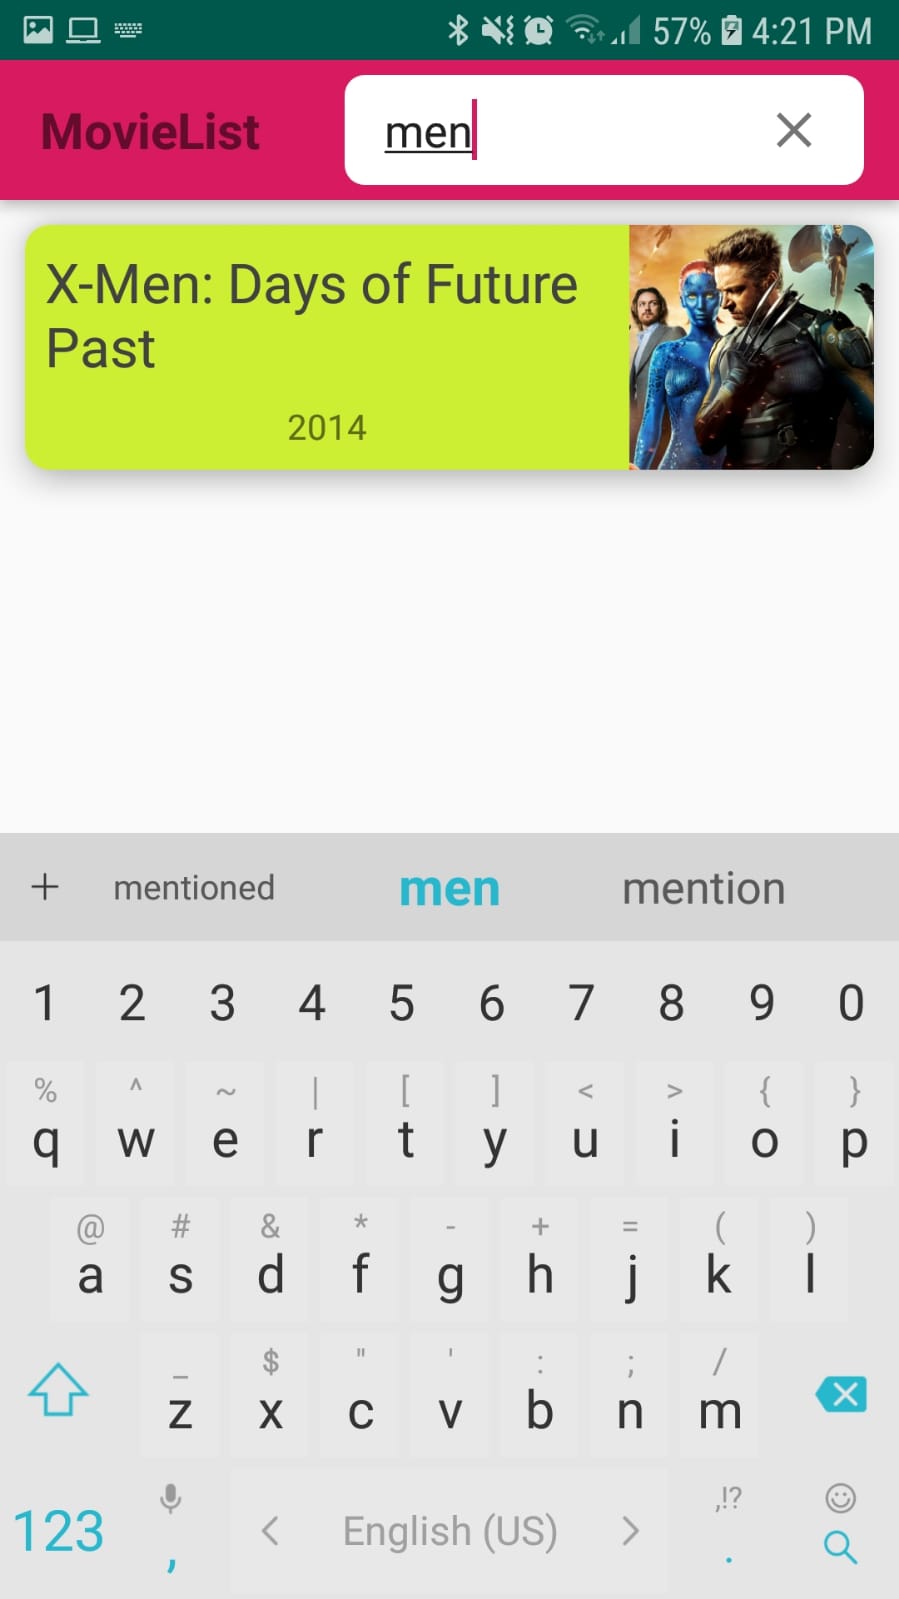 57% 4:21 PM
MovieList men
X-Men: Days of Future
Past
2014
+ mentioned men mention
1 2 3 4 5 6 7 8 9 0
% ^ ~ | [ ] < > { }
q w e r t y u i o p
@ # & * - + = ( )
a s d f g h j k l
_ $ " ' : ; /
z x c v b n m
,!?
123 , < English (US) > .